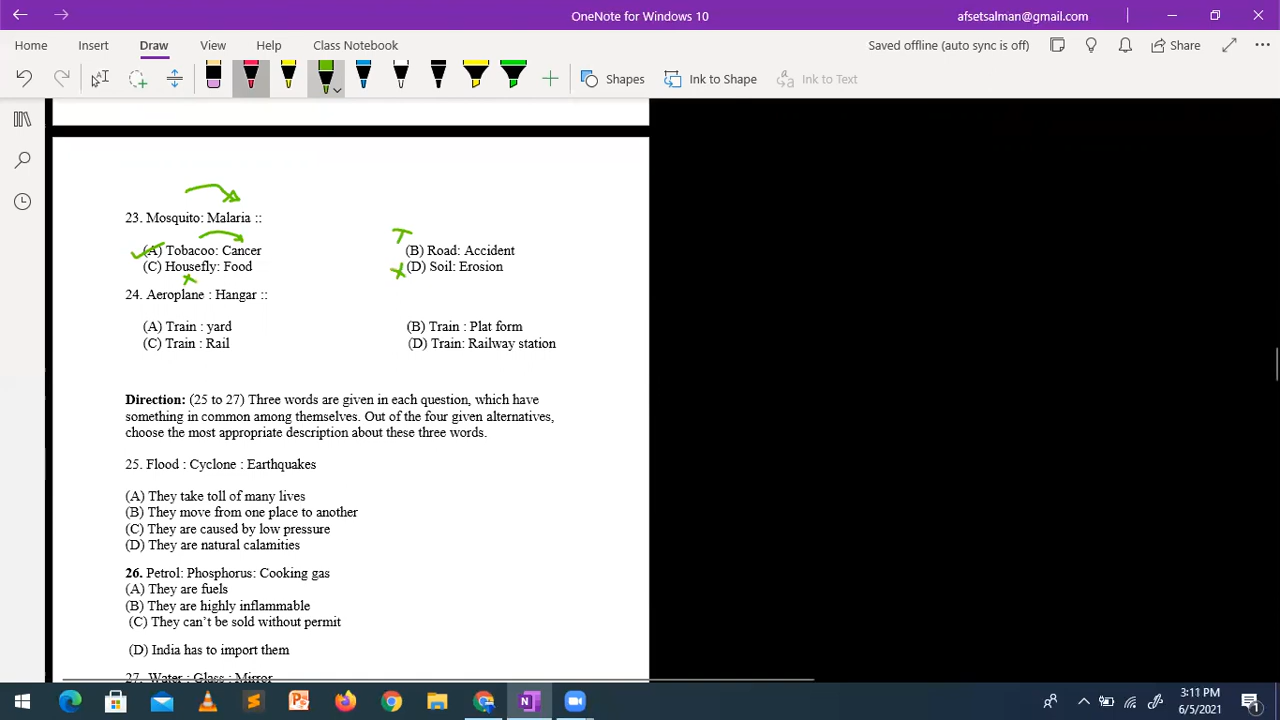 OneNote for Windows 10
afsetsalman@gmail.com
Home Insert Draw View Help Class Notebook
Saved offline (auto sync is off)
Share
Shapes
Ink to Shape
Ink to Text
23. Mosquito: Malaria ::
(A) Tobacoo: Cancer (B) Road: Accident
(C) Housefly: Food (D) Soil: Erosion
24. Aeroplane : Hangar ::
(A) Train : yard (B) Train : Plat form
(C) Train : Rail (D) Train: Railway station
Direction: (25 to 27) Three words are given in each question, which have
something in common among themselves. Out of the four given alternatives,
choose the most appropriate description about these three words.
25. Flood : Cyclone : Earthquakes
(A) They take toll of many lives
(B) They move from one place to another
(C) They are caused by low pressure
(D) They are natural calamities
26. Petrol: Phosphorus: Cooking gas
(A) They are fuels
(B) They are highly inflammable
(C) They can’t be sold without permit
(D) India has to import them
27. Water : Glass : Mirror
3:11 PM
6/5/2021